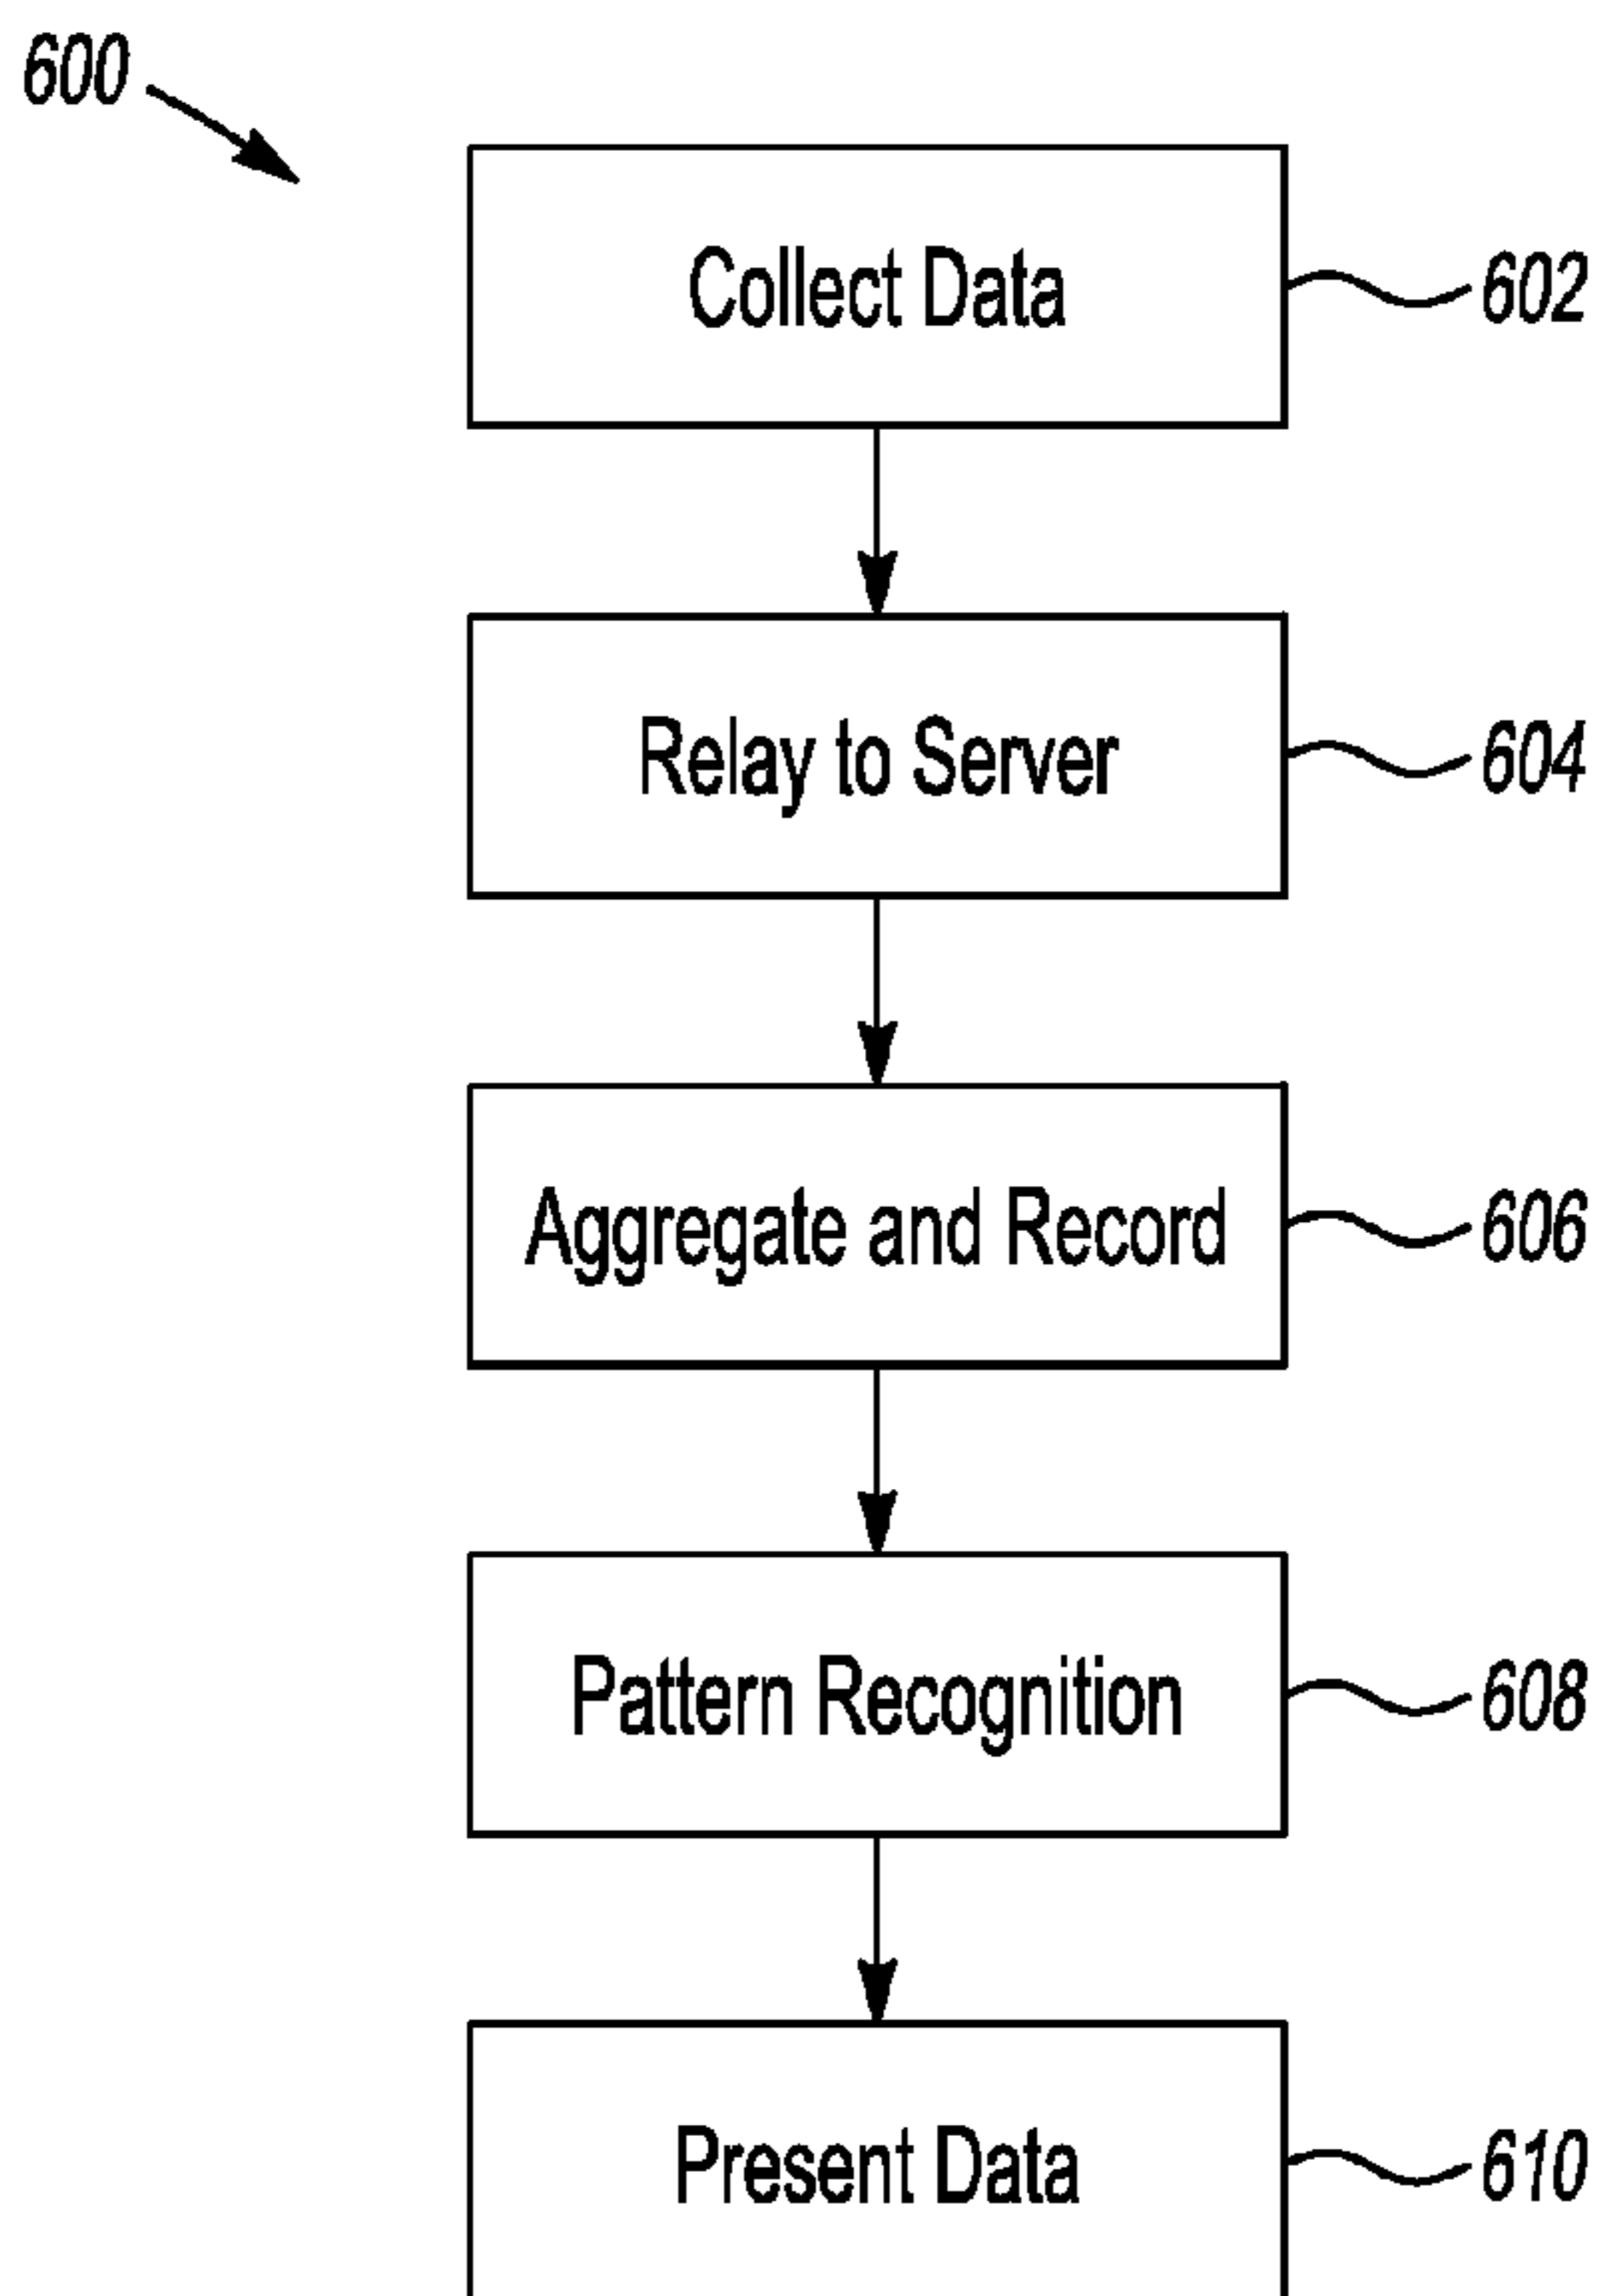 600
Collect Data 602
Relay to Server 604
Aggregate and Record 606
Pattern Recognition 608
Present Data 610